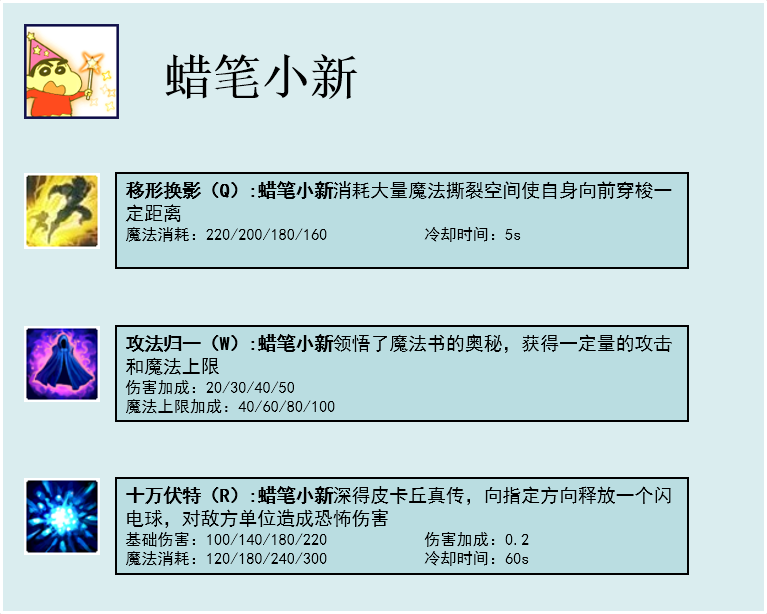 蜡笔小新
移形换影（Q）:蜡笔小新消耗大量魔法撕裂空间使自身向前穿梭一
定距离
魔法消耗：220/200/180/160 冷却时间：5s
攻法归一（W）:蜡笔小新领悟了魔法书的奥秘，获得一定量的攻击
和魔法上限
伤害加成：20/30/40/50
魔法上限加成：40/60/80/100
十万伏特（R）:蜡笔小新深得皮卡丘真传，向指定方向释放一个闪
电球，对敌方单位造成恐怖伤害
基础伤害：100/140/180/220 伤害加成：0.2
魔法消耗：120/180/240/300 冷却时间：60s